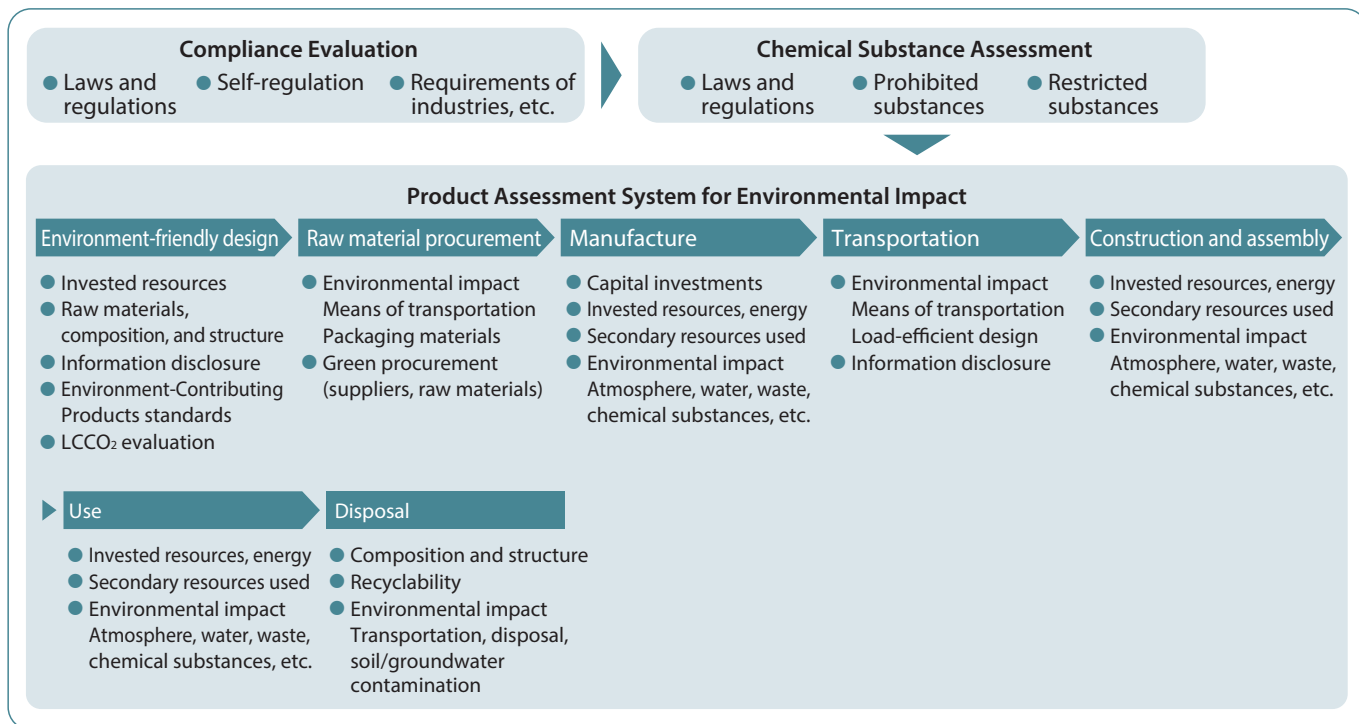 Compliance Evaluation
● Laws and regulations
● Self-regulation
● Requirements of industries, etc.
Chemical Substance Assessment
● Laws and regulations
● Prohibited substances
● Restricted substances
Product Assessment System for Environmental Impact
Environment-friendly design
● Invested resources
● Raw materials,
composition, and structure
● Information disclosure
● Environment-Contributing
Products standards
● LCCO₂ evaluation
Raw material procurement
● Environmental impact
Means of transportation
Packaging materials
● Green procurement
(suppliers, raw materials)
Manufacture
● Capital investments
● Invested resources, energy
● Secondary resources used
● Environmental impact
Atmosphere, water, waste,
chemical substances, etc.
Transportation
● Environmental impact
Means of transportation
Load-efficient design
● Information disclosure
Construction and assembly
● Invested resources, energy
● Secondary resources used
● Environmental impact
Atmosphere, water, waste,
chemical substances, etc.
Use
● Invested resources, energy
● Secondary resources used
● Environmental impact
Atmosphere, water, waste,
chemical substances, etc.
Disposal
● Composition and structure
● Recyclability
● Environmental impact
Transportation, disposal,
soil/groundwater
contamination